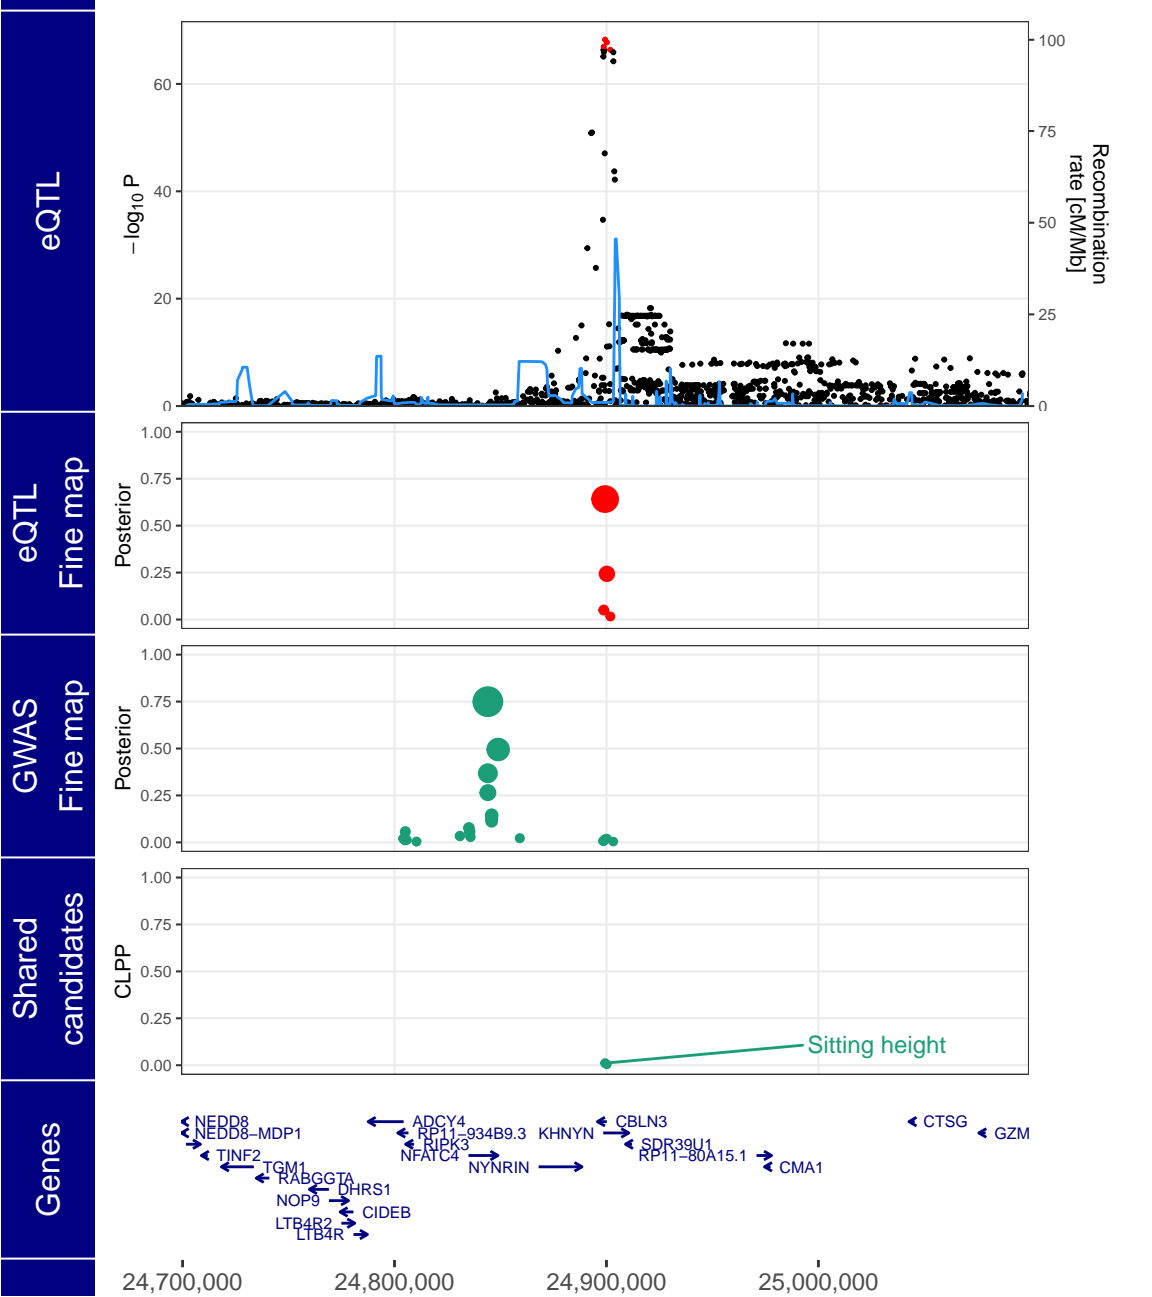 eQTL
−log10 P
0
20
40
60
0
25
50
75
100
Recombination
rate [cM/Mb]
eQTL
Fine map
Posterior
1.00
0.75
0.50
0.25
0.00
GWAS
Fine map
Posterior
1.00
0.75
0.50
0.25
0.00
Shared
candidates
CLPP
1.00
0.75
0.50
0.25
0.00
Sitting height
Genes
NEDD8 ADCY4 CBLN3 CTSG
NEDD8−MDP1 RP11−934B9.3 KHNYN GZM
RIPK3 SDR39U1
TINF2 NFATC4 RP11−80A15.1
TGM1 NYNRIN CMA1
RABGGTA
DHRS1
NOP9
CIDEB
LTB4R2
LTB4R
24,700,000 24,800,000 24,900,000 25,000,000